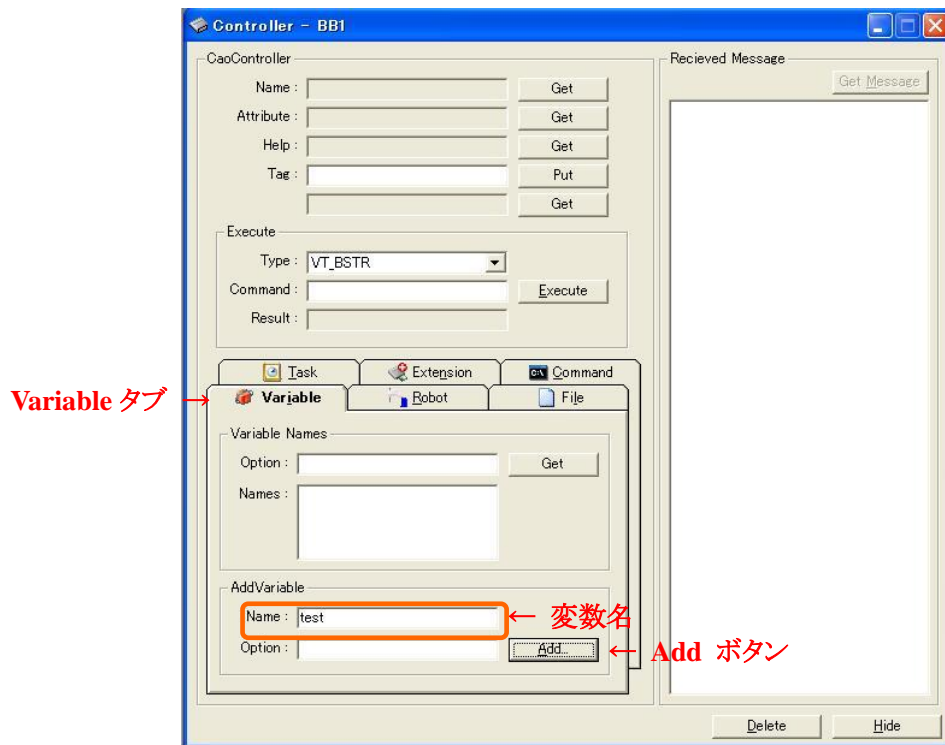 Controller - BB1
CaoController
Name :
Get
Attribute :
Get
Help :
Get
Tag :
Put
Get
Execute
Type :
VT_BSTR
Command :
Execute
Result :
Task
Extension
Command
Variable タブ →
Variable
Robot
File
Variable Names
Option :
Get
Names :
AddVariable
Name :
test
← 変数名
Option :
Add...
← Add ボタン
Recieved Message
Get Message
Delete
Hide